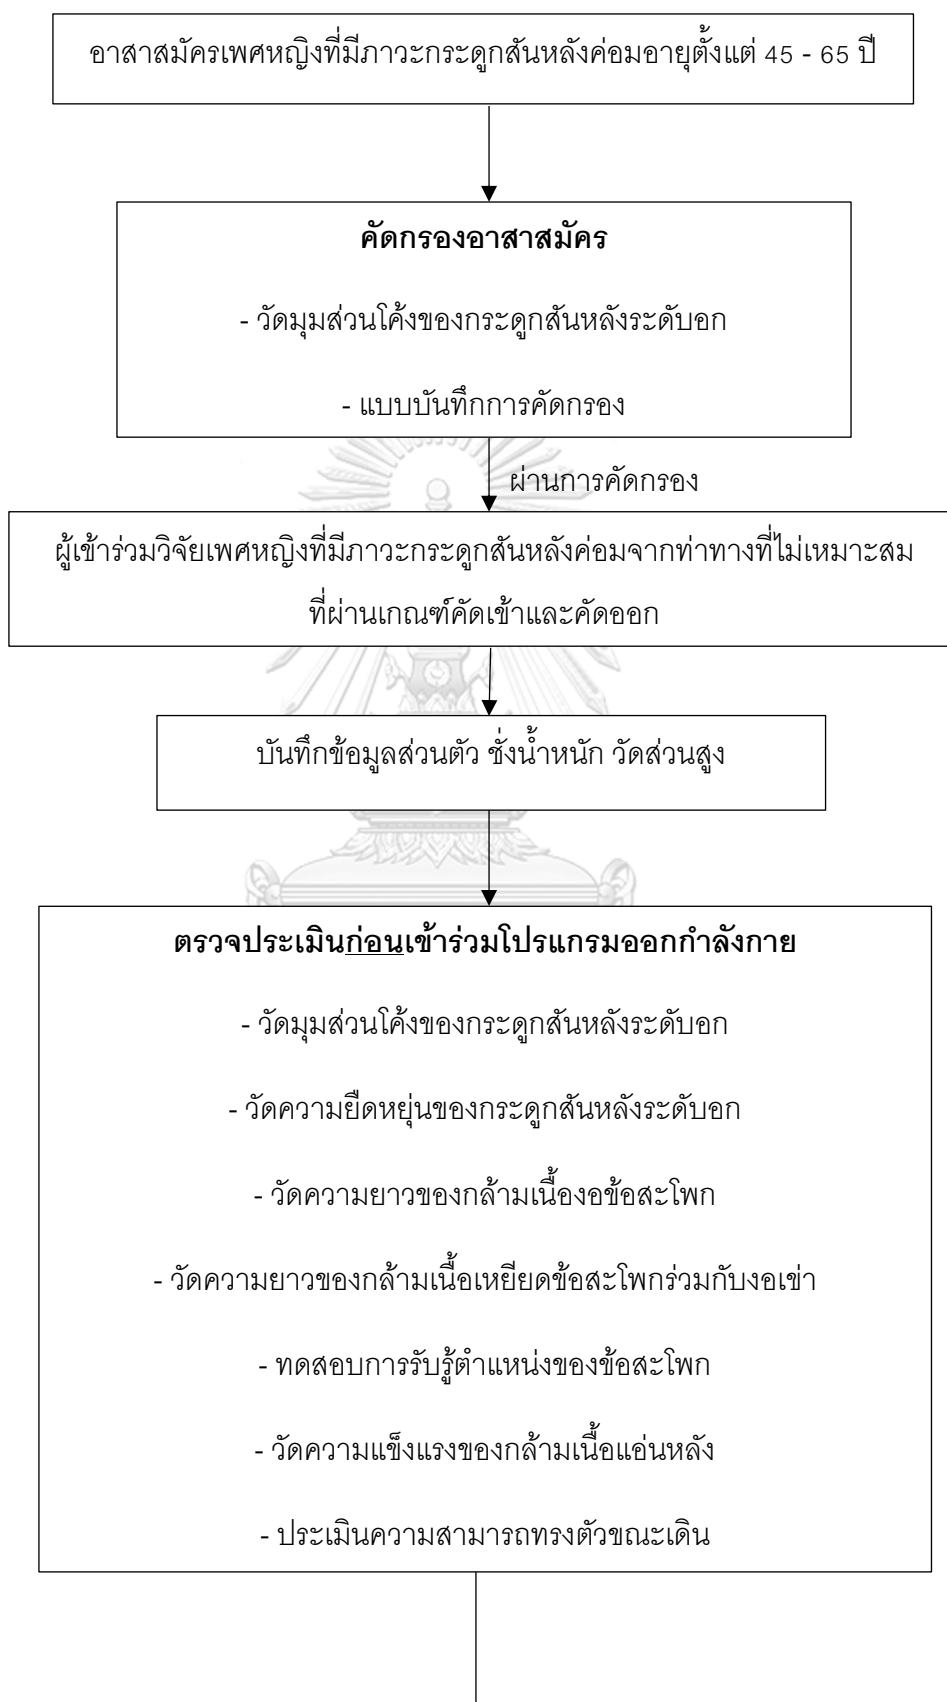 อาสาสมัครเพศหญิงที่มีภาวะกระดูกสันหลังค่อมอายุตั้งแต่ 45 - 65 ปี
คัดกรองอาสาสมัคร
- วัดมุมส่วนโค้งของกระดูกสันหลังระดับอก
- แบบบันทึกการคัดกรอง
ผ่านการคัดกรอง
ผู้เข้าร่วมวิจัยเพศหญิงที่มีภาวะกระดูกสันหลังค่อมจากท่าทางที่ไม่เหมาะสม
ที่ผ่านเกณฑ์คัดเข้าและคัดออก
บันทึกข้อมูลส่วนตัว ชั่งน้ำหนัก วัดส่วนสูง
ตรวจประเมินก่อนเข้าร่วมโปรแกรมออกกำลังกาย
- วัดมุมส่วนโค้งของกระดูกสันหลังระดับอก
- วัดความยืดหยุ่นของกระดูกสันหลังระดับอก
- วัดความยาวของกล้ามเนื้องอข้อสะโพก
- วัดความยาวของกล้ามเนื้อเหยียดข้อสะโพกร่วมกับงอเข่า
- ทดสอบการรับรู้ตำแหน่งของข้อสะโพก
- วัดความแข็งแรงของกล้ามเนื้อแอ่นหลัง
- ประเมินความสามารถทรงตัวขณะเดิน